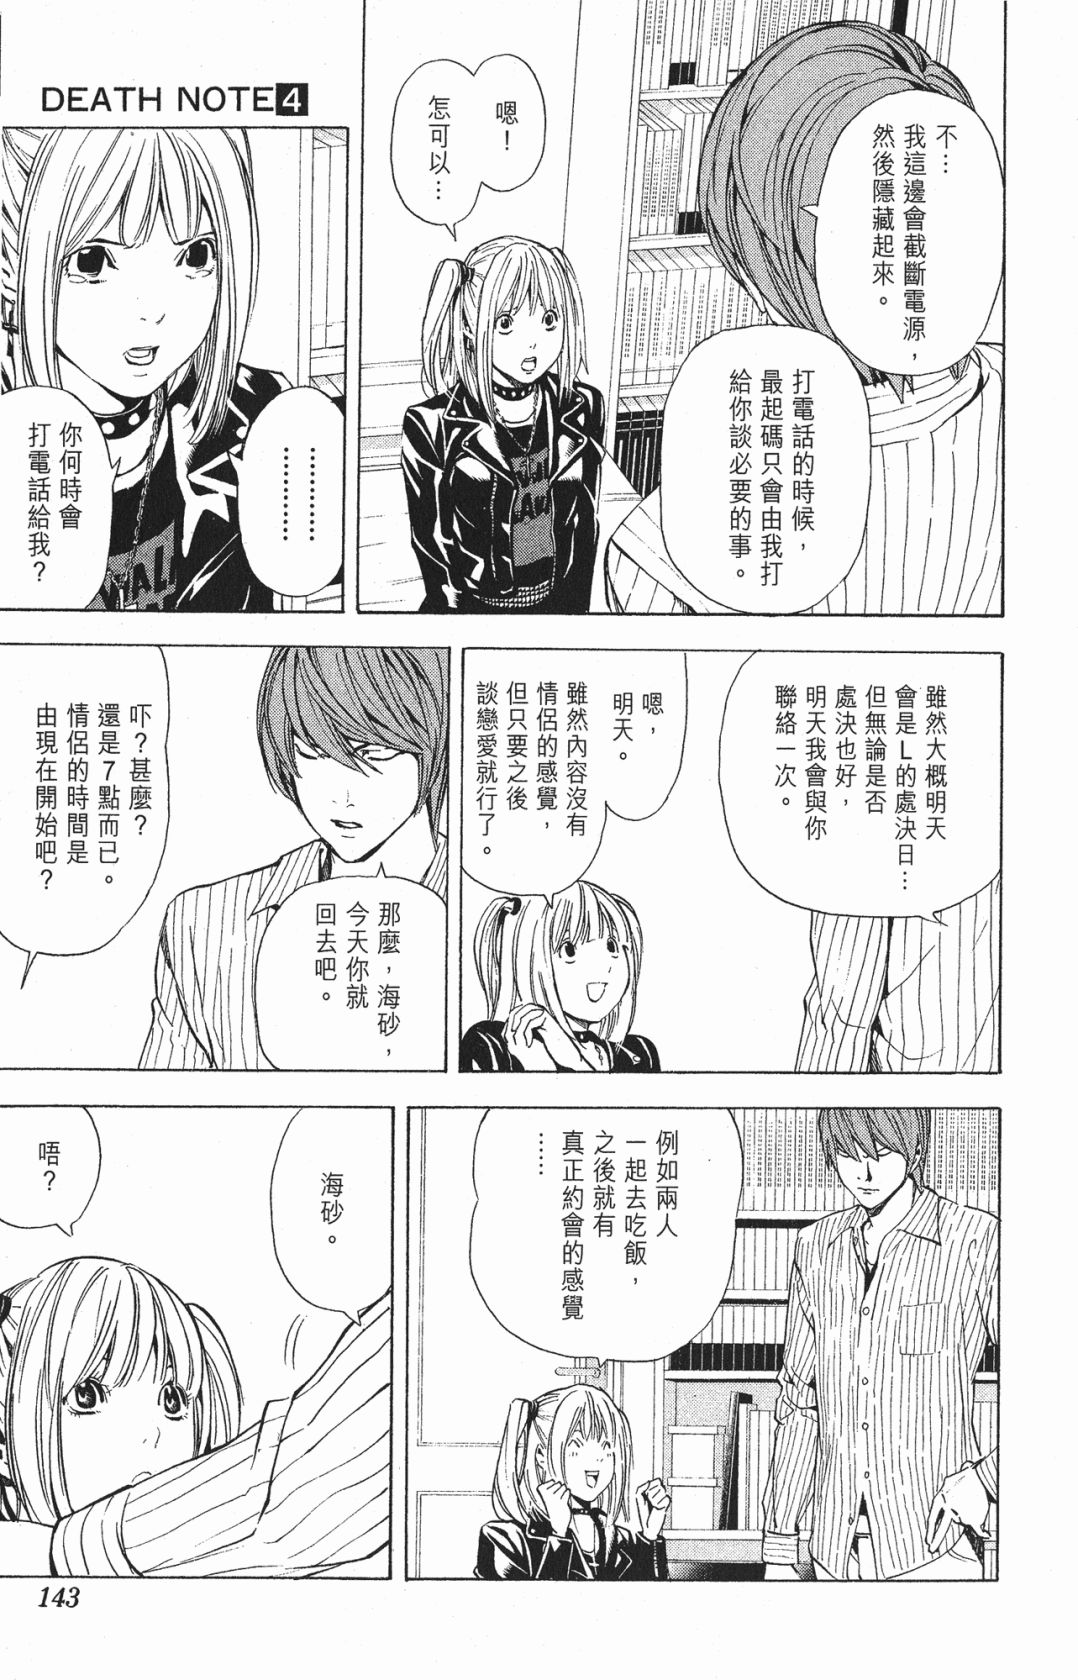 DEATH NOTE 4
不…
我這邊會截斷電源，
然後隱藏起來。
打電話的時候，
最起碼只會由我打
給你談必要的事。
嗯！
怎可以…
…………
你何時會
打電話給我？
雖然大概明天
會是L的處決日…
但無論是否
處決也好，
明天我會與你
聯絡一次。
嗯，
明天。
雖然內容沒有
情侶的感覺，
但只要之後
談戀愛就行了。
那麼，海砂，
今天你就
回去吧。
吓？甚麼？
還是7點而已。
情侶的時間是
由現在開始吧？
例如兩人
一起去吃飯，
之後就有
真正約會的感覺
……
海砂。
唔？
143